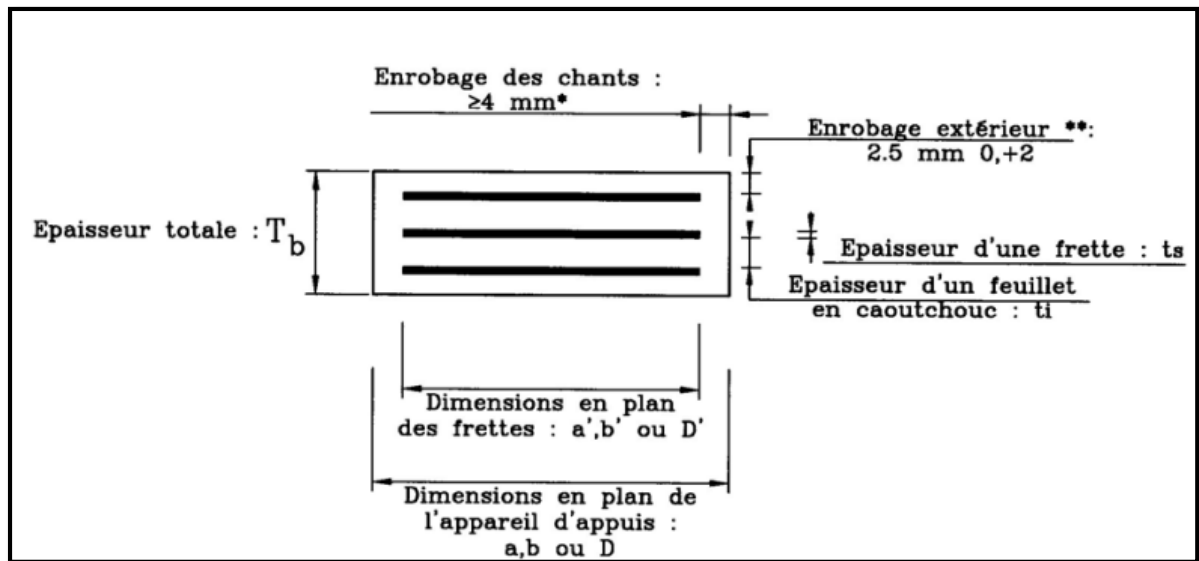 Enrobage des chants :
≥4 mm*
Enrobage extérieur **:
2.5 mm 0,+2
Epaisseur totale : Tb
Epaisseur d'une frette : ts
Epaisseur d'un feuillet
en caoutchouc : ti
Dimensions en plan
des frettes : a',b' ou D'
Dimensions en plan de
l'appareil d'appuis :
a,b ou D